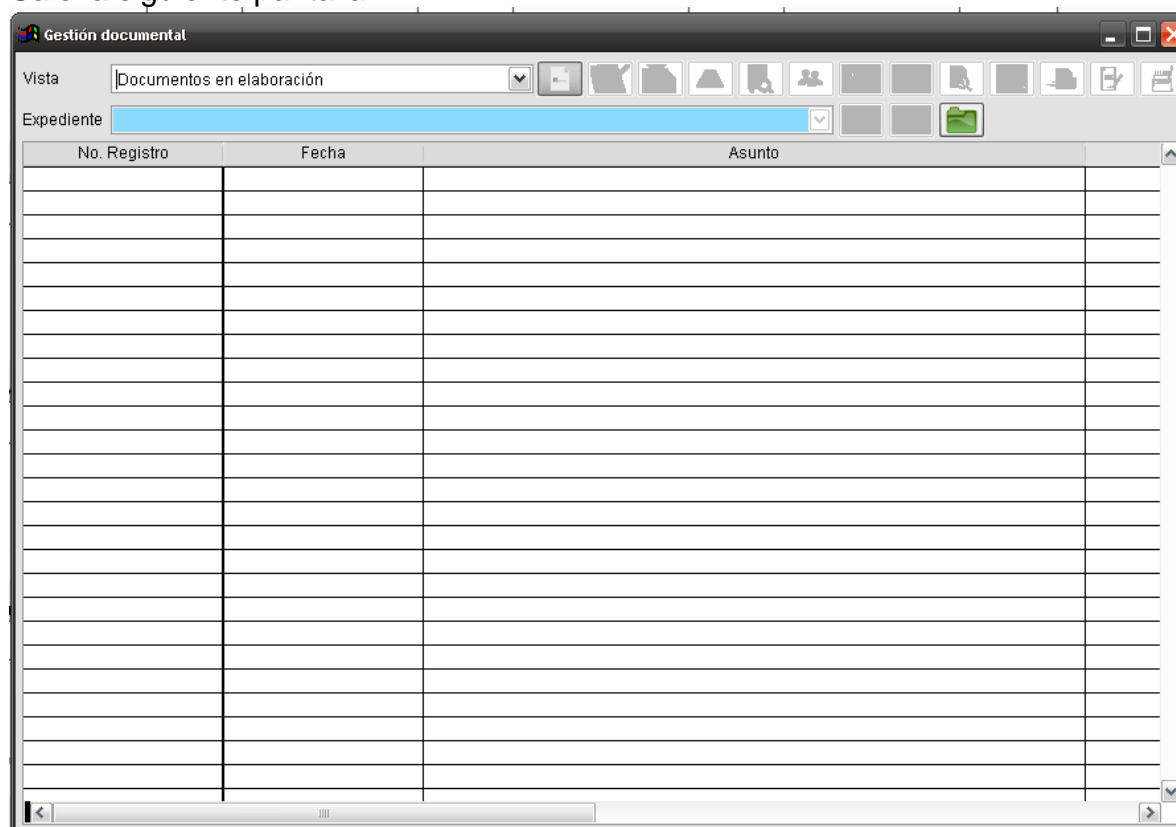 Gestión documental
Vista Documentos en elaboración
Expediente
No. Registro Fecha Asunto